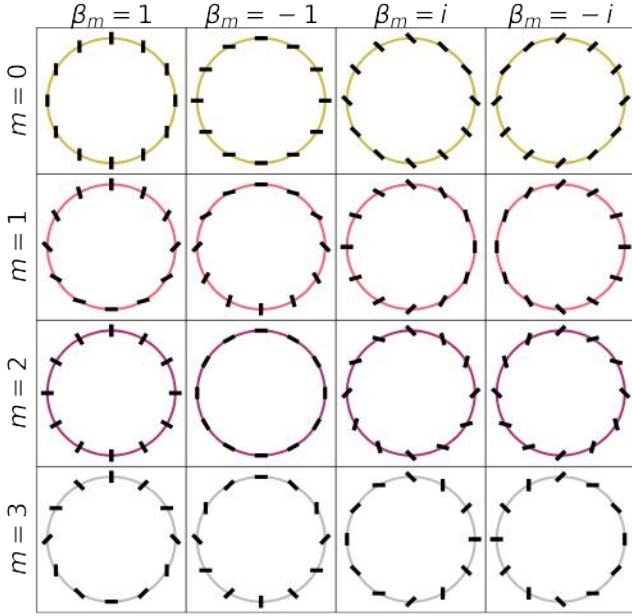 β_m = 1
β_m = −1
β_m = i
β_m = −i
m = 0
m = 1
m = 2
m = 3